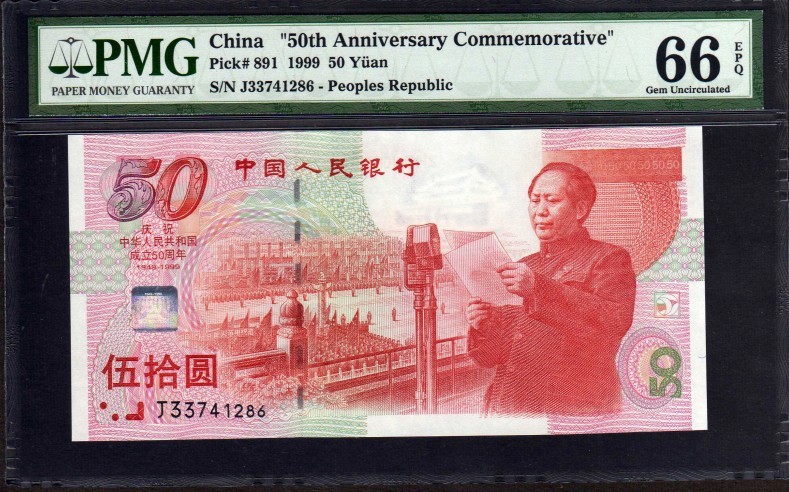 PMG
PAPER MONEY GUARANTY
China "50th Anniversary Commemorative"
Pick# 891 1999 50 Yüan
S/N J33741286 - Peoples Republic
66 EPQ
Gem Uncirculated
50
中国人民银行
庆祝
中华人民共和国
成立50周年
1949-1999
伍拾圆
J33741286
50